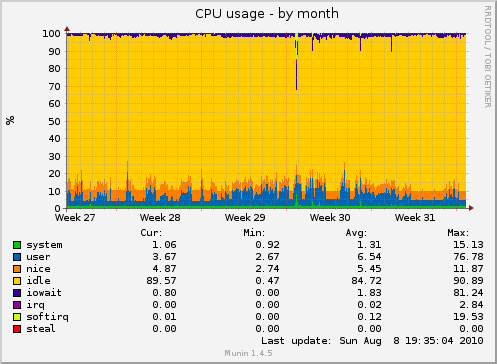 CPU usage - by month
RRDTOOL / TOBI OETIKER
%
100
90
80
70
60
50
40
30
20
10
0
Week 27 Week 28 Week 29 Week 30 Week 31
Cur: Min: Avg: Max:
system 1.06 0.92 1.31 15.13
user 3.67 2.67 6.54 76.78
nice 4.87 2.74 5.45 11.87
idle 89.57 0.47 84.72 90.89
iowait 0.80 0.00 1.83 81.24
irq 0.00 0.00 0.02 2.84
softirq 0.01 0.00 0.12 19.53
steal 0.00 0.00 0.00 0.00
Last update: Sun Aug 8 19:35:04 2010
Munin 1.4.5